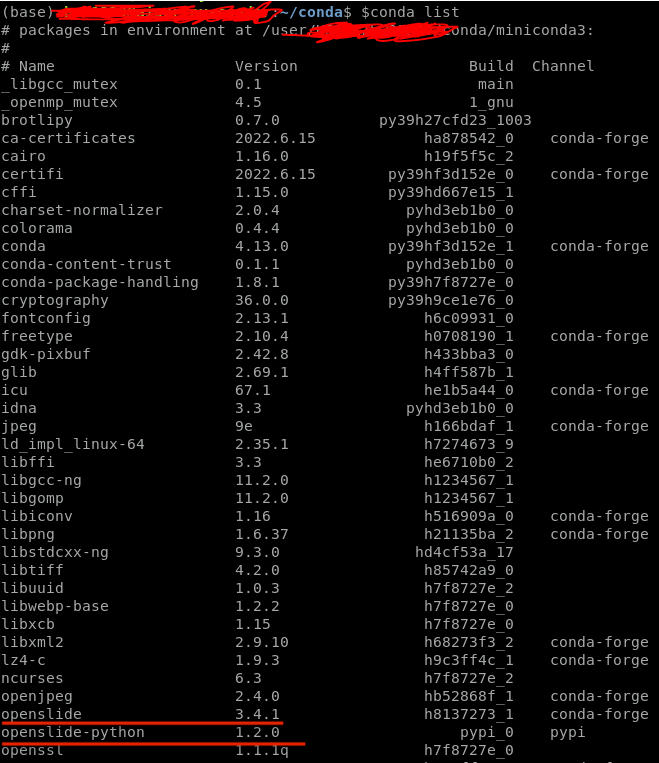 (base) :~/conda$ $conda list
# packages in environment at /user/ conda/miniconda3:
#
# Name Version Build Channel
_libgcc_mutex 0.1 main
_openmp_mutex 4.5 1_gnu
brotlipy 0.7.0 py39h27cfd23_1003
ca-certificates 2022.6.15 ha878542_0 conda-forge
cairo 1.16.0 h19f5f5c_2
certifi 2022.6.15 py39hf3d152e_0 conda-forge
cffi 1.15.0 py39hd667e15_1
charset-normalizer 2.0.4 pyhd3eb1b0_0
colorama 0.4.4 pyhd3eb1b0_0
conda 4.13.0 py39hf3d152e_1 conda-forge
conda-content-trust 0.1.1 pyhd3eb1b0_0
conda-package-handling 1.8.1 py39h7f8727e_0
cryptography 36.0.0 py39h9ce1e76_0
fontconfig 2.13.1 h6c09931_0
freetype 2.10.4 h0708190_1 conda-forge
gdk-pixbuf 2.42.8 h433bba3_0
glib 2.69.1 h4ff587b_1
icu 67.1 he1b5a44_0 conda-forge
idna 3.3 pyhd3eb1b0_0
jpeg 9e h166bdaf_1 conda-forge
ld_impl_linux-64 2.35.1 h7274673_9
libffi 3.3 he6710b0_2
libgcc-ng 11.2.0 h1234567_1
libgomp 11.2.0 h1234567_1
libiconv 1.16 h516909a_0 conda-forge
libpng 1.6.37 h21135ba_2 conda-forge
libstdcxx-ng 9.3.0 hd4cf53a_17
libtiff 4.2.0 h85742a9_0
libuuid 1.0.3 h7f8727e_2
libwebp-base 1.2.2 h7f8727e_0
libxcb 1.15 h7f8727e_0
libxml2 2.9.10 h68273f3_2 conda-forge
lz4-c 1.9.3 h9c3ff4c_1 conda-forge
ncurses 6.3 h7f8727e_2
openjpeg 2.4.0 hb52868f_1 conda-forge
openslide 3.4.1 h8137273_1 conda-forge
openslide-python 1.2.0 pypi_0 pypi
openssl 1.1.1q h7f8727e_0